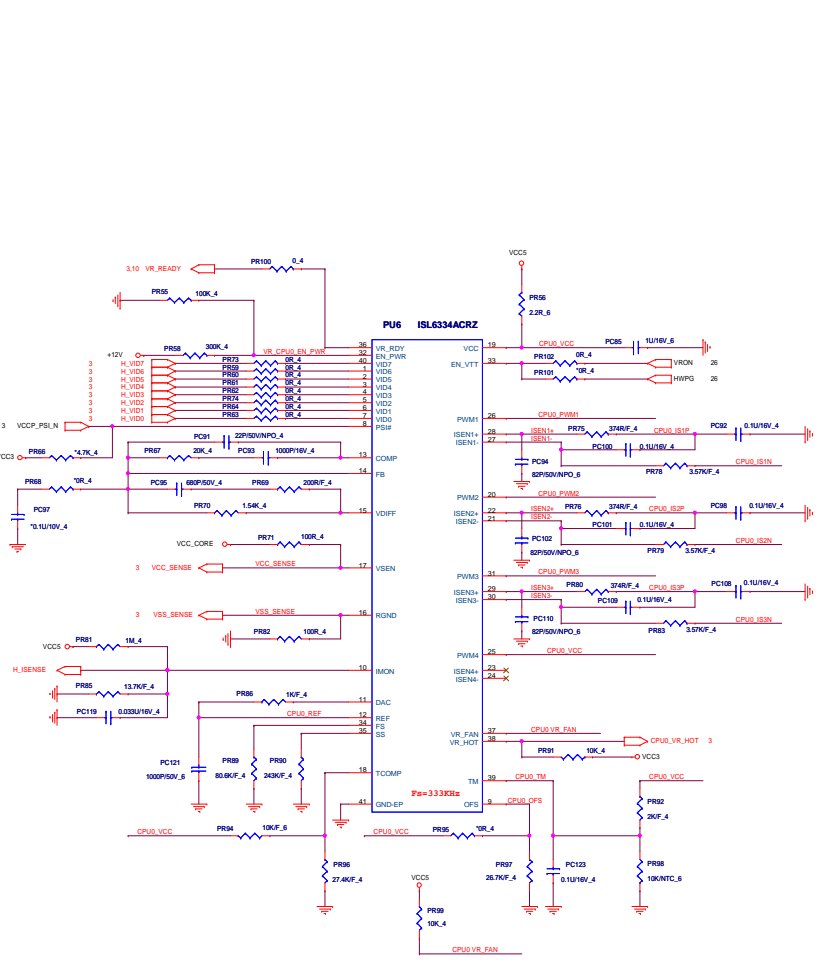 VCC5
3,10 VR_READY
PR100 0_4
PR55 100K_4
PR56
2.2R_6
PU6 ISL6334ACRZ
+12V
PR58 300K_4
VR_CPU0_EN_PWR
36 VR_RDY
32 EN_PWR
3 H_VID7 PR73 0R_4 40 VID7
3 H_VID6 PR59 0R_4 1 VID6
3 H_VID5 PR60 0R_4 2 VID5
3 H_VID4 PR61 0R_4 3 VID4
3 H_VID3 PR62 0R_4 4 VID3
3 H_VID2 PR74 0R_4 5 VID2
3 H_VID1 PR64 0R_4 6 VID1
3 H_VID0 PR63 0R_4 7 VID0
3 VCCP_PSI_N 8 PSI#
VCC 19 CPU0_VCC PC85 1U/16V_6
EN_VTT 33 PR102 0R_4 VRON 26
PR101 *0R_4 HWPG 26
PC91 22P/50V/NPO_4
VCC3 PR66 *4.7K_4
PR67 20K_4 PC93 1000P/16V_4 13 COMP
14 FB
PR68 *0R_4
PC95 680P/50V_4 PR69 200R/F_4
PC97
*0.1U/10V_4
PR70 1.54K_4 15 VDIFF
PWM1 26 CPU0_PWM1
ISEN1+ 28 ISEN1+ PR75 374R/F_4 CPU0_IS1P PC92 0.1U/16V_4
ISEN1- 27 ISEN1- PC100 0.1U/16V_4
PC94
82P/50V/NPO_6
PR78 3.57K/F_4 CPU0_IS1N
PWM2 20 CPU0_PWM2
ISEN2+ 22 ISEN2+ PR76 374R/F_4 CPU0_IS2P PC98 0.1U/16V_4
ISEN2- 21 ISEN2- PC101 0.1U/16V_4
PC102
82P/50V/NPO_6
PR79 3.57K/F_4 CPU0_IS2N
VCC_CORE PR71 100R_4
3 VCC_SENSE VCC_SENSE 17 VSEN
PWM3 31 CPU0_PWM3
ISEN3+ 29 ISEN3+ PR80 374R/F_4 CPU0_IS3P PC108 0.1U/16V_4
ISEN3- 30 ISEN3- PC109 0.1U/16V_4
PC110
82P/50V/NPO_6
PR83 3.57K/F_4 CPU0_IS3N
3 VSS_SENSE VSS_SENSE 16 RGND
PR82 100R_4
VCC5 PR81 1M_4
H_ISENSE 10 IMON
PR85 13.7K/F_4
PC119 0.033U/16V_4
PWM4 25 CPU0_VCC
ISEN4+ 23
ISEN4- 24
PR86 1K/F_4 11 DAC
CPU0_REF 12 REF
34 FS
35 SS
VR_FAN 37 CPU0 VR_FAN
VR_HOT 38 CPU0_VR_HOT 3
PR91 10K_4 VCC3
PC121
1000P/50V_6
PR89
80.6K/F_4
PR90
243K/F_4
18 TCOMP
TM 39 CPU0_TM
CPU0_VCC
PR92
2K/F_4
Fs=333KHz
41 GND-EP
OFS 9 CPU0_OFS
CPU0_VCC PR94 10K/F_6
CPU0_VCC PR95 *0R_4
PR96
27.4K/F_4
PR97
26.7K/F_4
PC123
0.1U/16V_4
PR98
10K/NTC_6
VCC5
PR99
10K_4
CPU0 VR_FAN